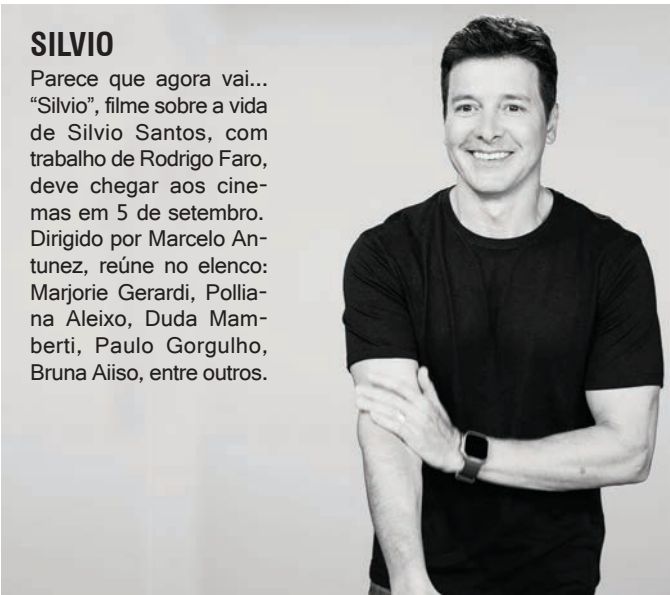 SILVIO
Parece que agora vai...
“Silvio”, filme sobre a vida
de Silvio Santos, com
trabalho de Rodrigo Faro,
deve chegar aos cine-
mas em 5 de setembro.
Dirigido por Marcelo An-
tunez, reúne no elenco:
Marjorie Gerardi, Pollia-
na Aleixo, Duda Mam-
berti, Paulo Gorgulho,
Bruna Aiiso, entre outros.